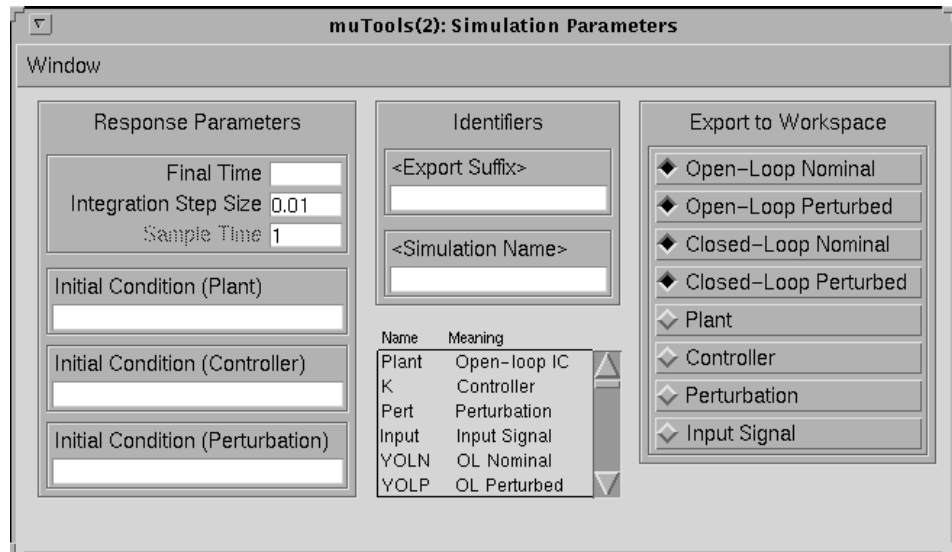 muTools(2): Simulation Parameters
Window
Response Parameters
Final Time
Integration Step Size 0.01
Sample Time 1
Initial Condition (Plant)
Initial Condition (Controller)
Initial Condition (Perturbation)
Identifiers
<Export Suffix>
<Simulation Name>
Name Meaning
Plant Open-loop IC
K Controller
Pert Perturbation
Input Input Signal
YOLN OL Nominal
YOLP OL Perturbed
Export to Workspace
Open-Loop Nominal
Open-Loop Perturbed
Closed-Loop Nominal
Closed-Loop Perturbed
Plant
Controller
Perturbation
Input Signal